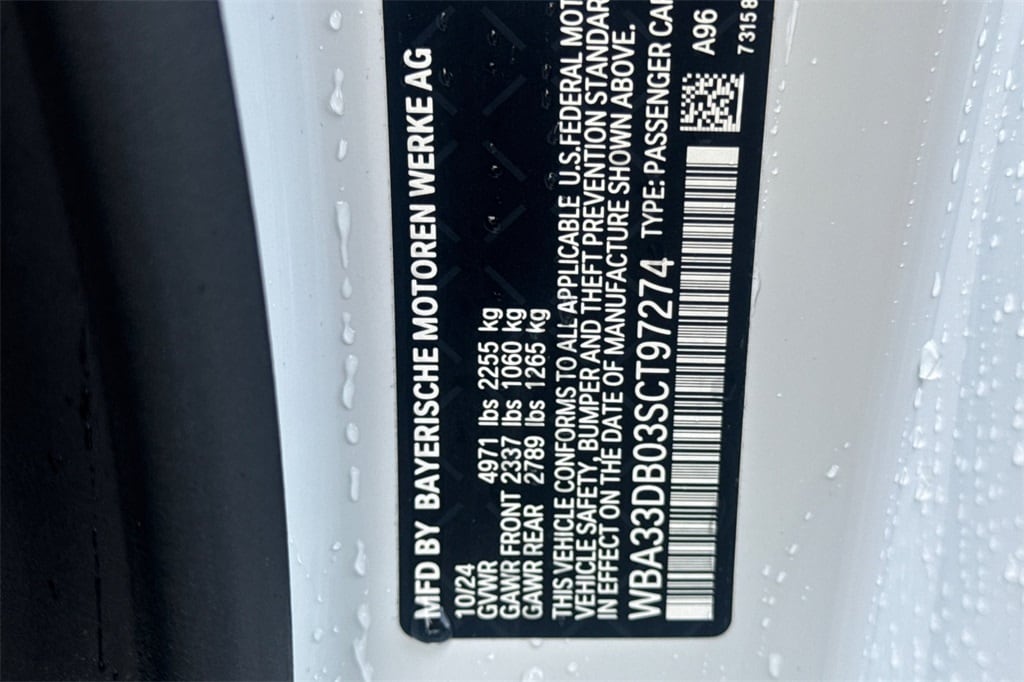 MFD BY BAYERISCHE MOTOREN WERKE AG
10/24
GVWR 4971 lbs 2255 kg
GAWR FRONT 2337 lbs 1060 kg
GAWR REAR 2789 lbs 1265 kg
THIS VEHICLE CONFORMS TO ALL APPLICABLE U.S.FEDERAL MOT
VEHICLE SAFETY, BUMPER AND THEFT PREVENTION STANDAR
IN EFFECT ON THE DATE OF MANUFACTURE SHOWN ABOVE.
WBA33DB03SCT97274 TYPE: PASSENGER CAR
A96
73158